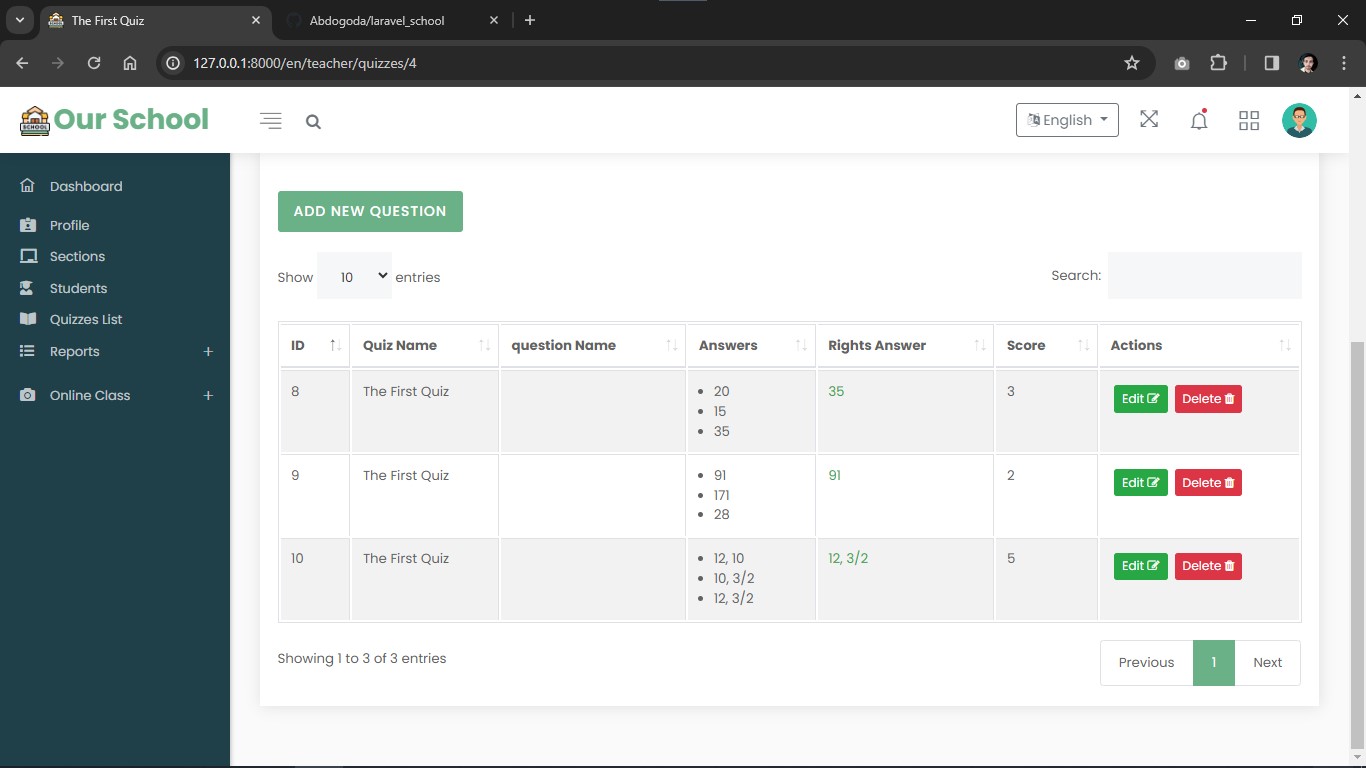 The First Quiz
Abdogoda/laravel_school
127.0.0.1:8000/en/teacher/quizzes/4
SCHOOL
Our School
English
Dashboard
Profile
Sections
Students
Quizzes List
Reports +
Online Class +
ADD NEW QUESTION
Show 10 entries
Search:
ID Quiz Name question Name Answers Rights Answer Score Actions
8 The First Quiz • 20 35 3 Edit Delete
• 15
• 35
9 The First Quiz • 91 91 2 Edit Delete
• 171
• 28
10 The First Quiz • 12, 10 12, 3/2 5 Edit Delete
• 10, 3/2
• 12, 3/2
Showing 1 to 3 of 3 entries
Previous 1 Next